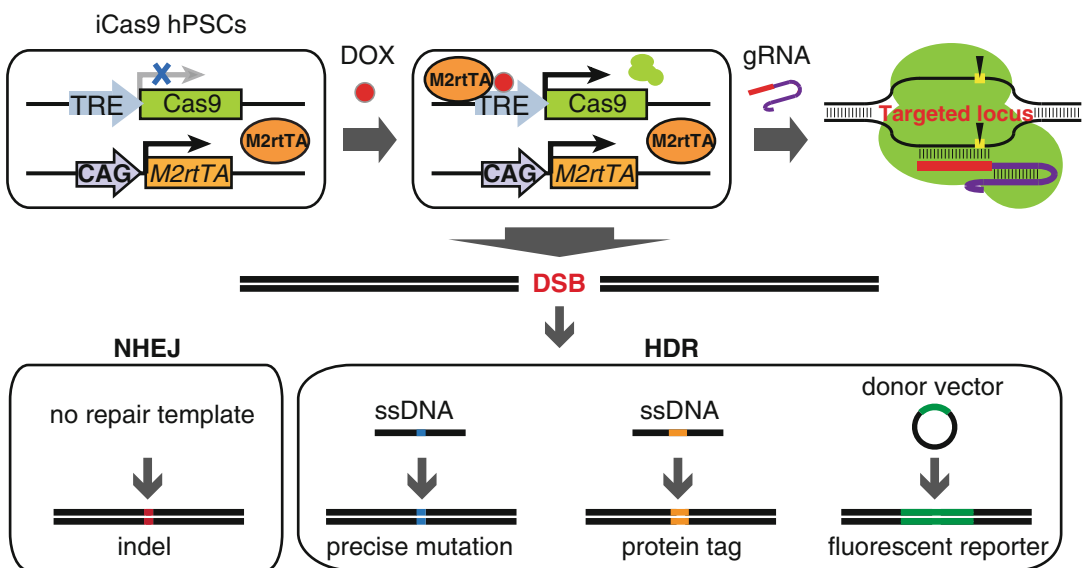 iCas9 hPSCs
DOX
gRNA
TRE
Cas9
M2rtTA
CAG
M2rtTA
M2rtTA
TRE
Cas9
M2rtTA
CAG
M2rtTA
Targeted locus
DSB
NHEJ
no repair template
indel
HDR
ssDNA
precise mutation
ssDNA
protein tag
donor vector
fluorescent reporter